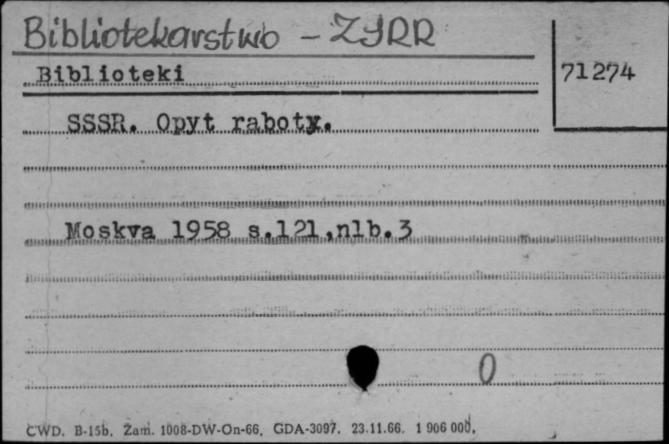 Bibliotekarstwo - ZSRR
Biblioteki
71274
SSSR. Opyt raboty.
Moskva 1958 s.121,nlb.3
0
CWD. B-15b. Zam. 1008-DW-On-66. GDA-3097. 23.11.66. 1 906 000.